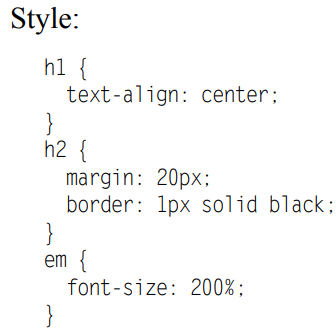 Style:
h1 {
  text-align: center;
}
h2 {
  margin: 20px;
  border: 1px solid black;
}
em {
  font-size: 200%;
}